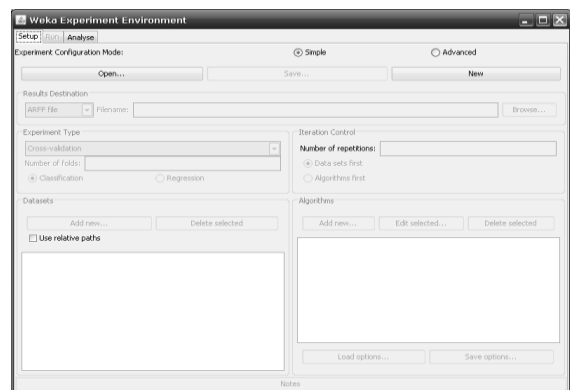 Weka Experiment Environment
Setup Run Analyse
Experiment Configuration Mode: Simple Advanced
Open... Save... New
Results Destination
ARFF file Filename: Browse...
Experiment Type
Cross-validation
Number of folds:
Classification Regression
Iteration Control
Number of repetitions:
Data sets first
Algorithms first
Datasets
Add new... Delete selected
Use relative paths
Algorithms
Add new... Edit selected... Delete selected
Load options... Save options...
Notes